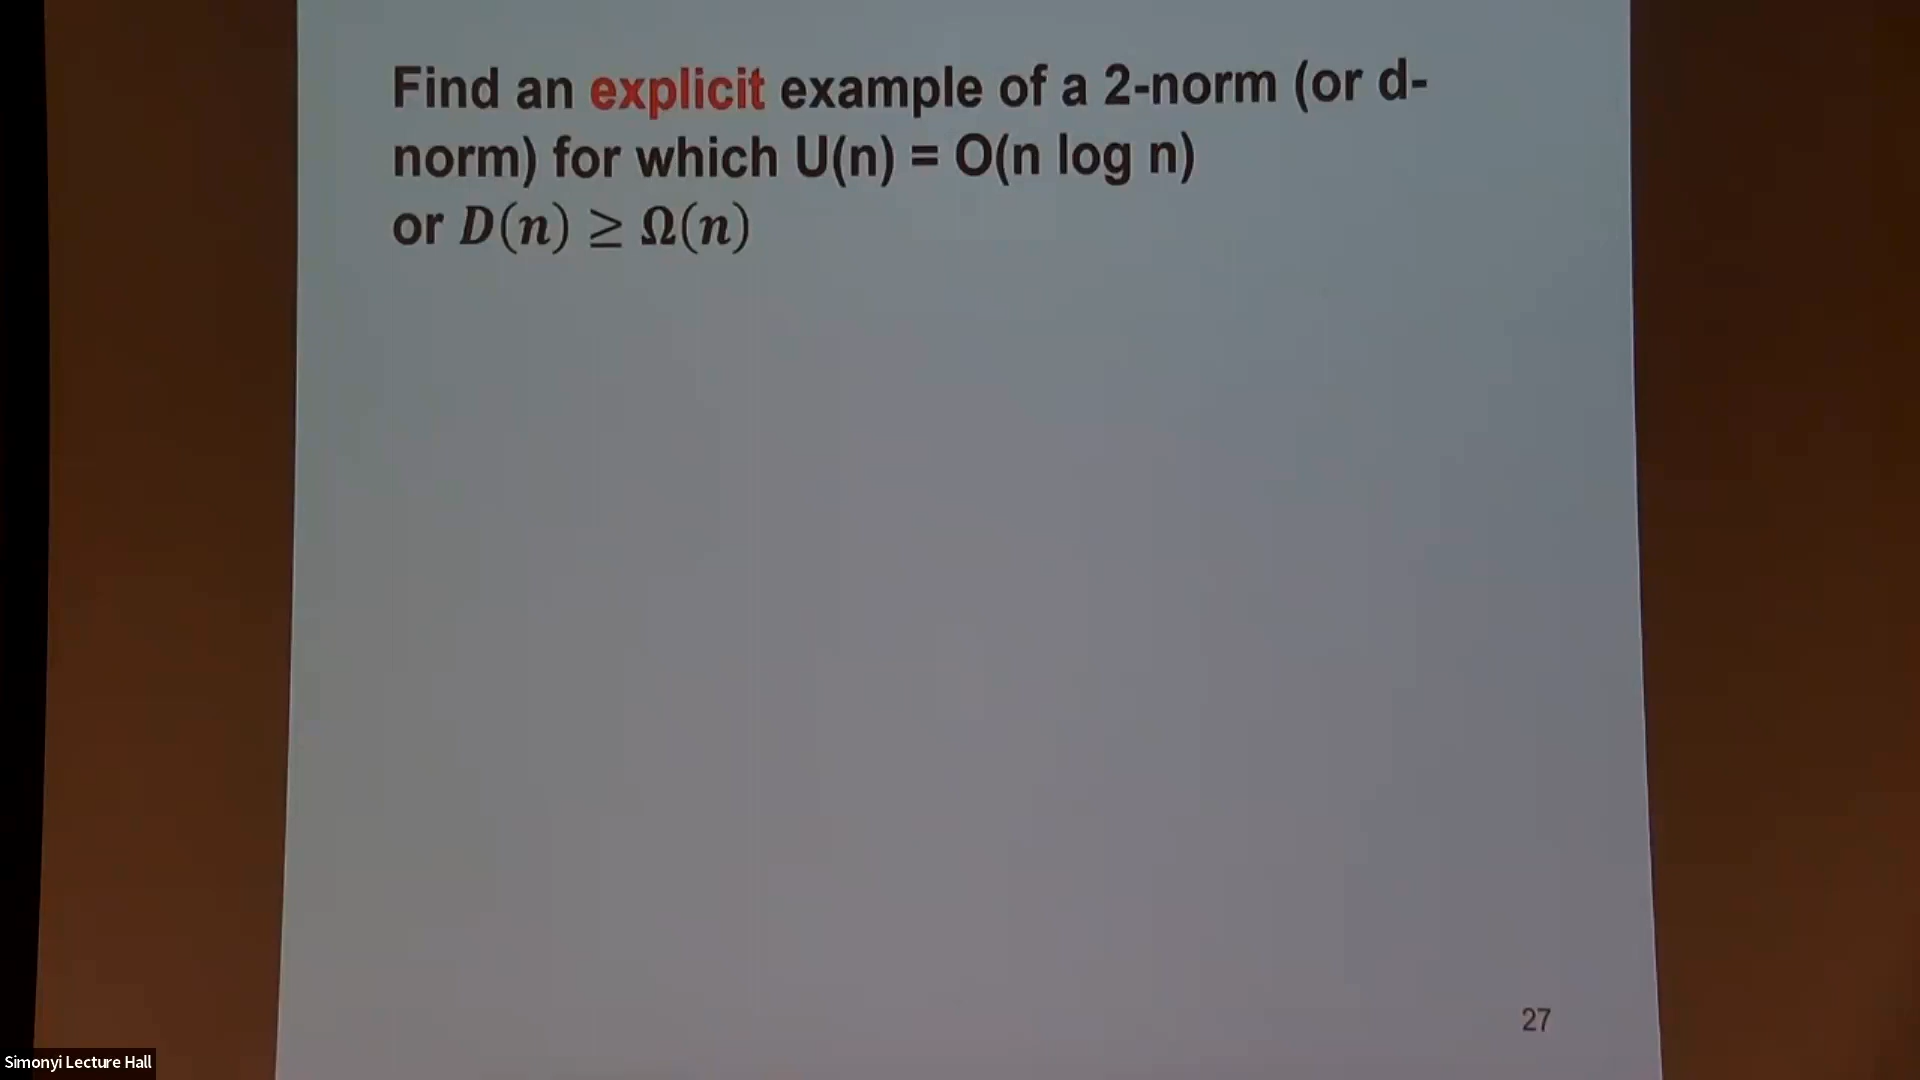 Find an explicit example of a 2-norm (or d-
norm) for which U(n) = O(n log n)
or D(n) ≥ Ω(n)
27
Simonyi Lecture Hall